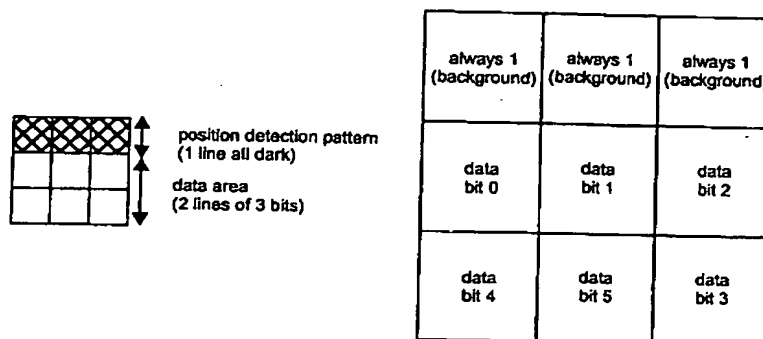 position detection pattern
(1 line all dark)
data area
(2 lines of 3 bits)
always 1
(background)
always 1
(background)
always 1
(background)
data
bit 0
data
bit 1
data
bit 2
data
bit 4
data
bit 5
data
bit 3